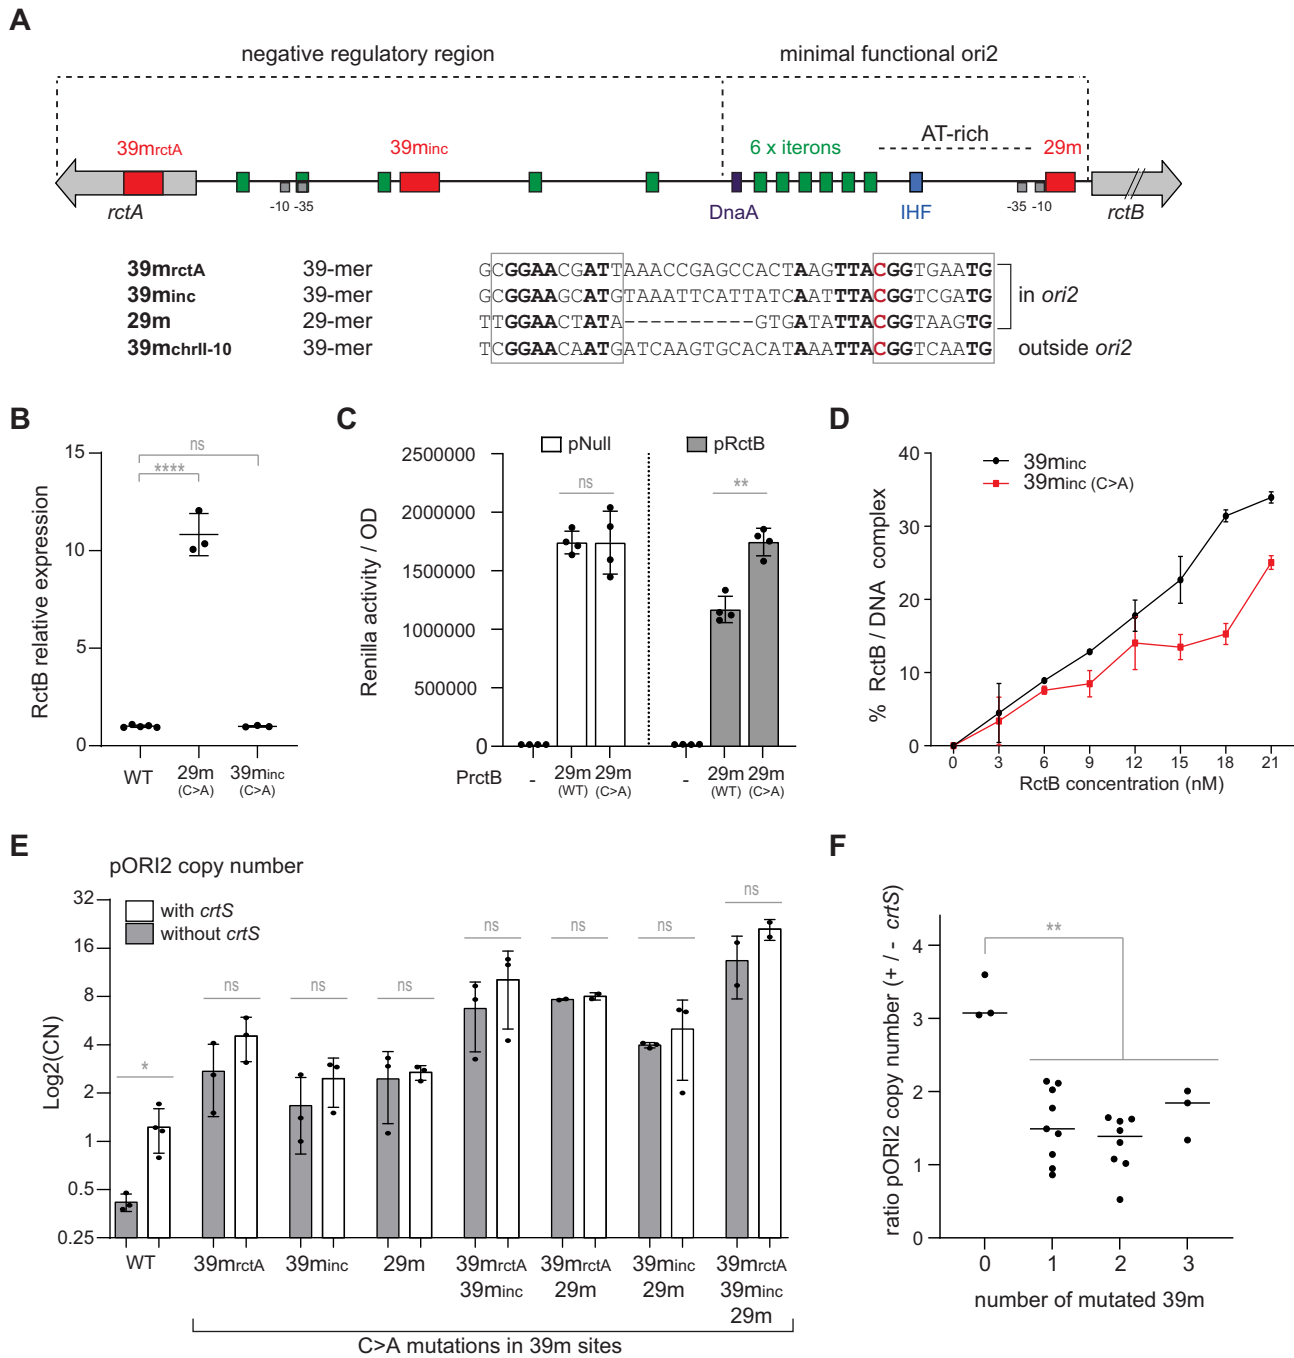 A
negative regulatory region
minimal functional ori2
39mrctA
39minc
6 x iterons
AT-rich
29m
rctA
-10 -35
DnaA
IHF
-35 -10
rctB
39mrctA 39-mer GCGGAACGATTAAACCGAGCCACTAAGTTACGGTGAATG
39minc 39-mer GCGGAAGCATGTAAATTCATTATCAATTTACGGTCGATG
29m 29-mer TTGGAACTATA----------GTGATATTACGGTAAGTG
39mchrII-10 39-mer TCGGAACAATGATCAAGTGCACATAAATTACGGTCAATG
in ori2
outside ori2
B
RctB relative expression
15
10
5
0
ns
****
WT
29m (C>A)
39minc (C>A)
C
Renilla activity / OD
2500000
2000000
1500000
1000000
500000
0
pNull
pRctB
ns
**
PrctB
- 29m (WT) 29m (C>A)
- 29m (WT) 29m (C>A)
D
% RctB / DNA complex
40
30
20
10
0
39minc
39minc (C>A)
0 3 6 9 12 15 18 21
RctB concentration (nM)
E
pORI2 copy number
Log2(CN)
32
16
8
4
2
1
0.5
0.25
with crtS
without crtS
*
ns
ns
ns
ns
ns
ns
ns
WT
39mrctA
39minc
29m
39mrctA
39minc
39mrctA
29m
39minc
29m
39mrctA
39minc
29m
C>A mutations in 39m sites
F
ratio pORI2 copy number (+ / - crtS)
4
3
2
1
0
**
0 1 2 3
number of mutated 39m